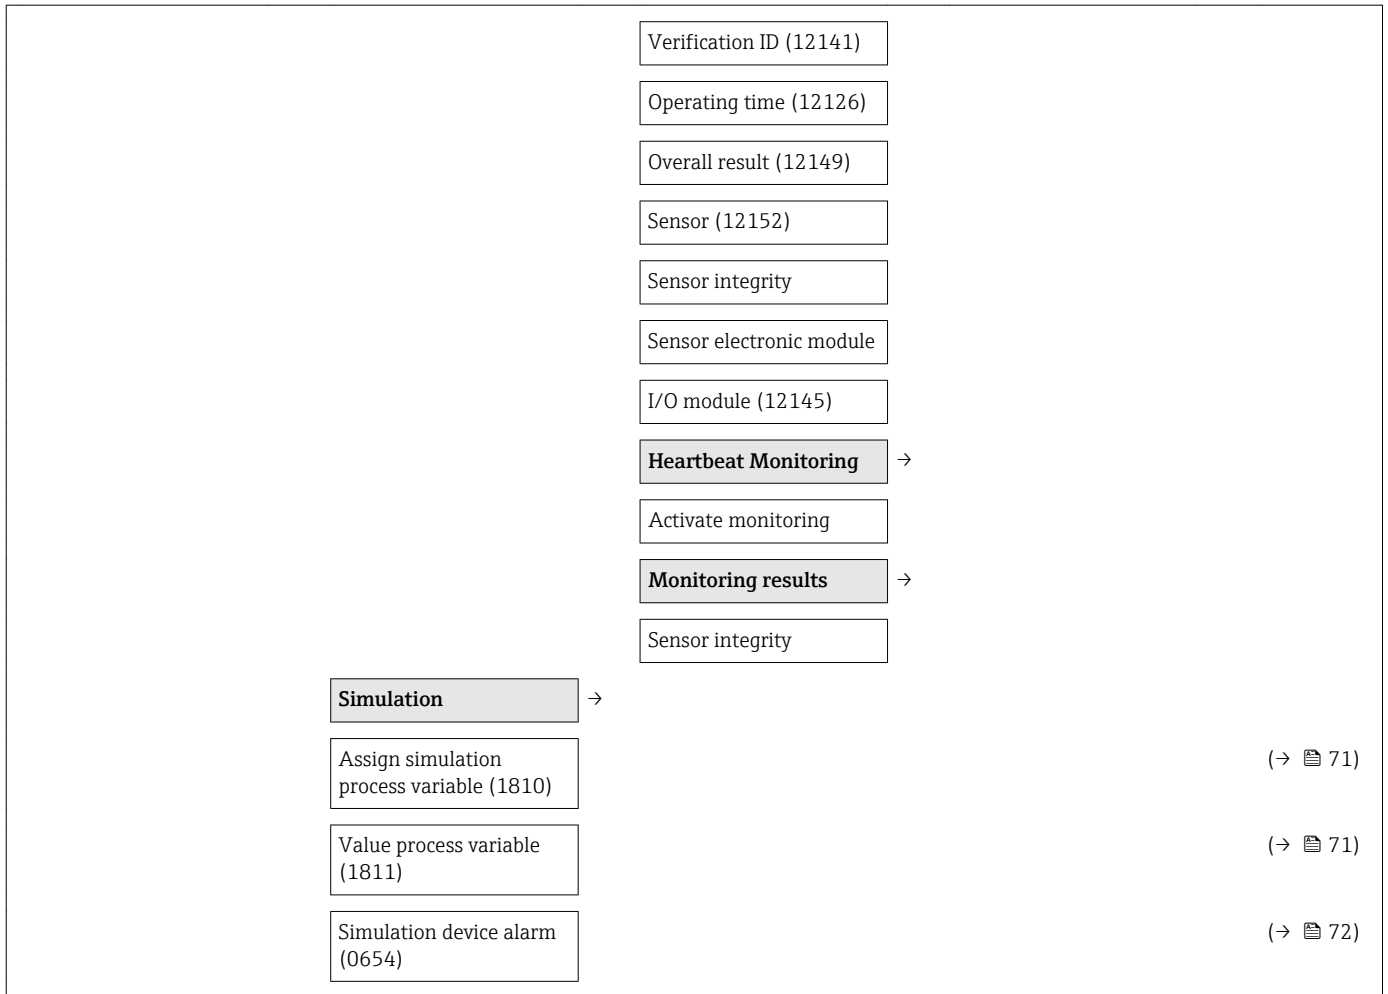 Verification ID (12141)
Operating time (12126)
Overall result (12149)
Sensor (12152)
Sensor integrity
Sensor electronic module
I/O module (12145)
Heartbeat Monitoring →
Activate monitoring
Monitoring results →
Sensor integrity
Simulation →
Assign simulation
process variable (1810)
(→ 71)
Value process variable
(1811)
(→ 71)
Simulation device alarm
(0654)
(→ 72)